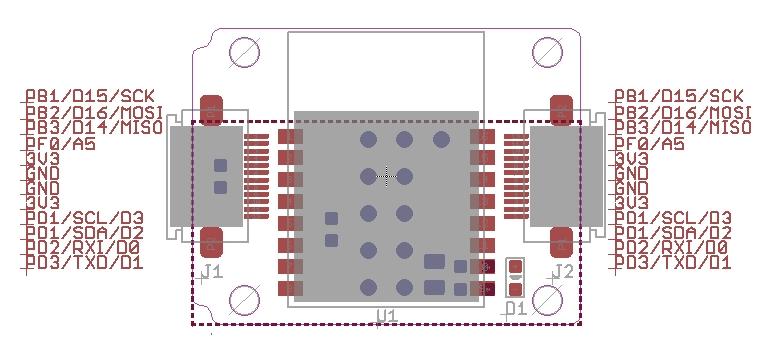 PB1/D15/SCK
PB2/D16/MOSI
PB3/D14/MISO
PF0/A5
3V3
GND
GND
3V3
PD1/SCL/D3
PD1/SDA/D2
PD2/RXI/D0
PD3/TXD/D1
J1
U1
D1
J2
PB1/D15/SCK
PB2/D16/MOSI
PB3/D14/MISO
PF0/A5
3V3
GND
GND
3V3
PD1/SCL/D3
PD1/SDA/D2
PD2/RXI/D0
PD3/TXD/D1